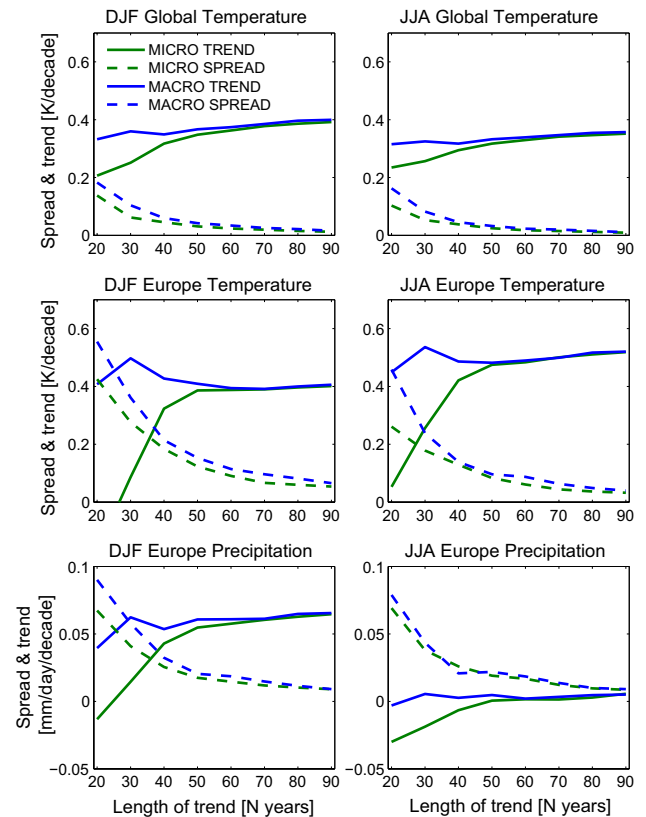 DJF Global Temperature
JJA Global Temperature
Spread & trend [K/decade]
0.6
0.4
0.2
0
MICRO TREND
MICRO SPREAD
MACRO TREND
MACRO SPREAD
20 30 40 50 60 70 80 90
0.6
0.4
0.2
0
20 30 40 50 60 70 80 90
DJF Europe Temperature
JJA Europe Temperature
Spread & trend [K/decade]
0.6
0.4
0.2
0
20 30 40 50 60 70 80 90
0.6
0.4
0.2
0
20 30 40 50 60 70 80 90
DJF Europe Precipitation
JJA Europe Precipitation
Spread & trend
[mm/day/decade]
0.1
0.05
0
−0.05
20 30 40 50 60 70 80 90
0.1
0.05
0
−0.05
20 30 40 50 60 70 80 90
Length of trend [N years]
Length of trend [N years]